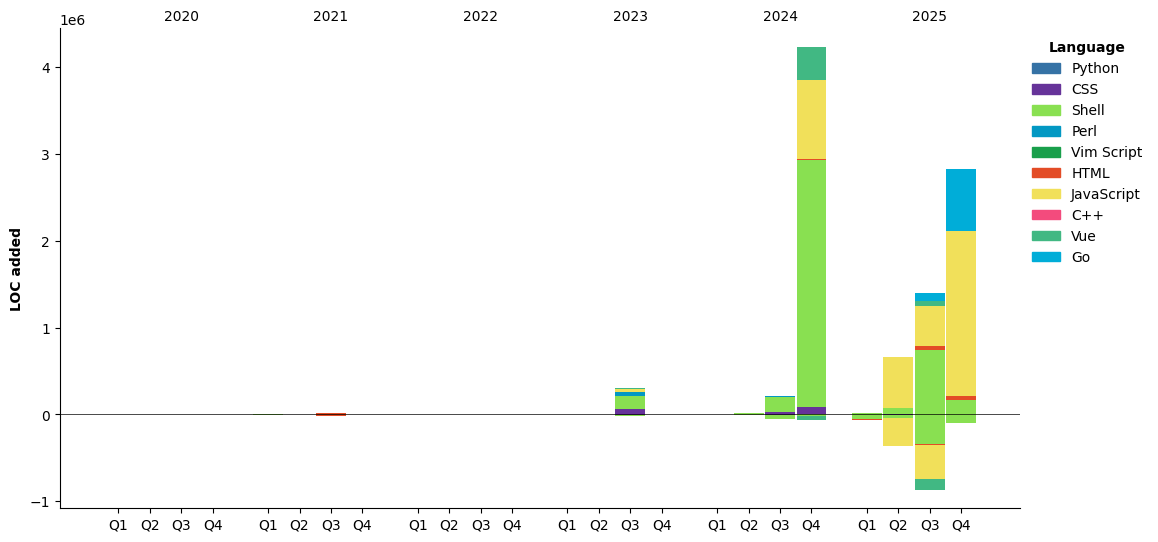 1e6
2020 2021 2022 2023 2024 2025
Language
Python
CSS
Shell
Perl
Vim Script
HTML
JavaScript
C++
Vue
Go
LOC added
4
3
2
1
0
−1
Q1 Q2 Q3 Q4 Q1 Q2 Q3 Q4 Q1 Q2 Q3 Q4 Q1 Q2 Q3 Q4 Q1 Q2 Q3 Q4 Q1 Q2 Q3 Q4